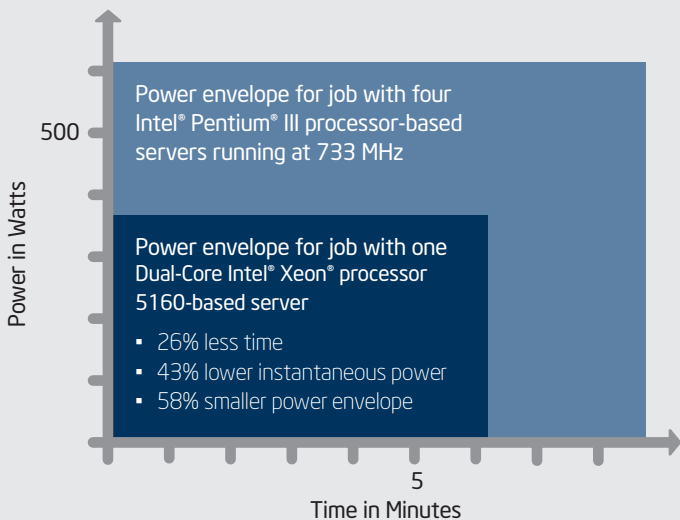 Power envelope for job with four
Intel® Pentium® III processor-based
servers running at 733 MHz
500
Power in Watts
Power envelope for job with one
Dual-Core Intel® Xeon® processor
5160-based server
▪ 26% less time
▪ 43% lower instantaneous power
▪ 58% smaller power envelope
5
Time in Minutes